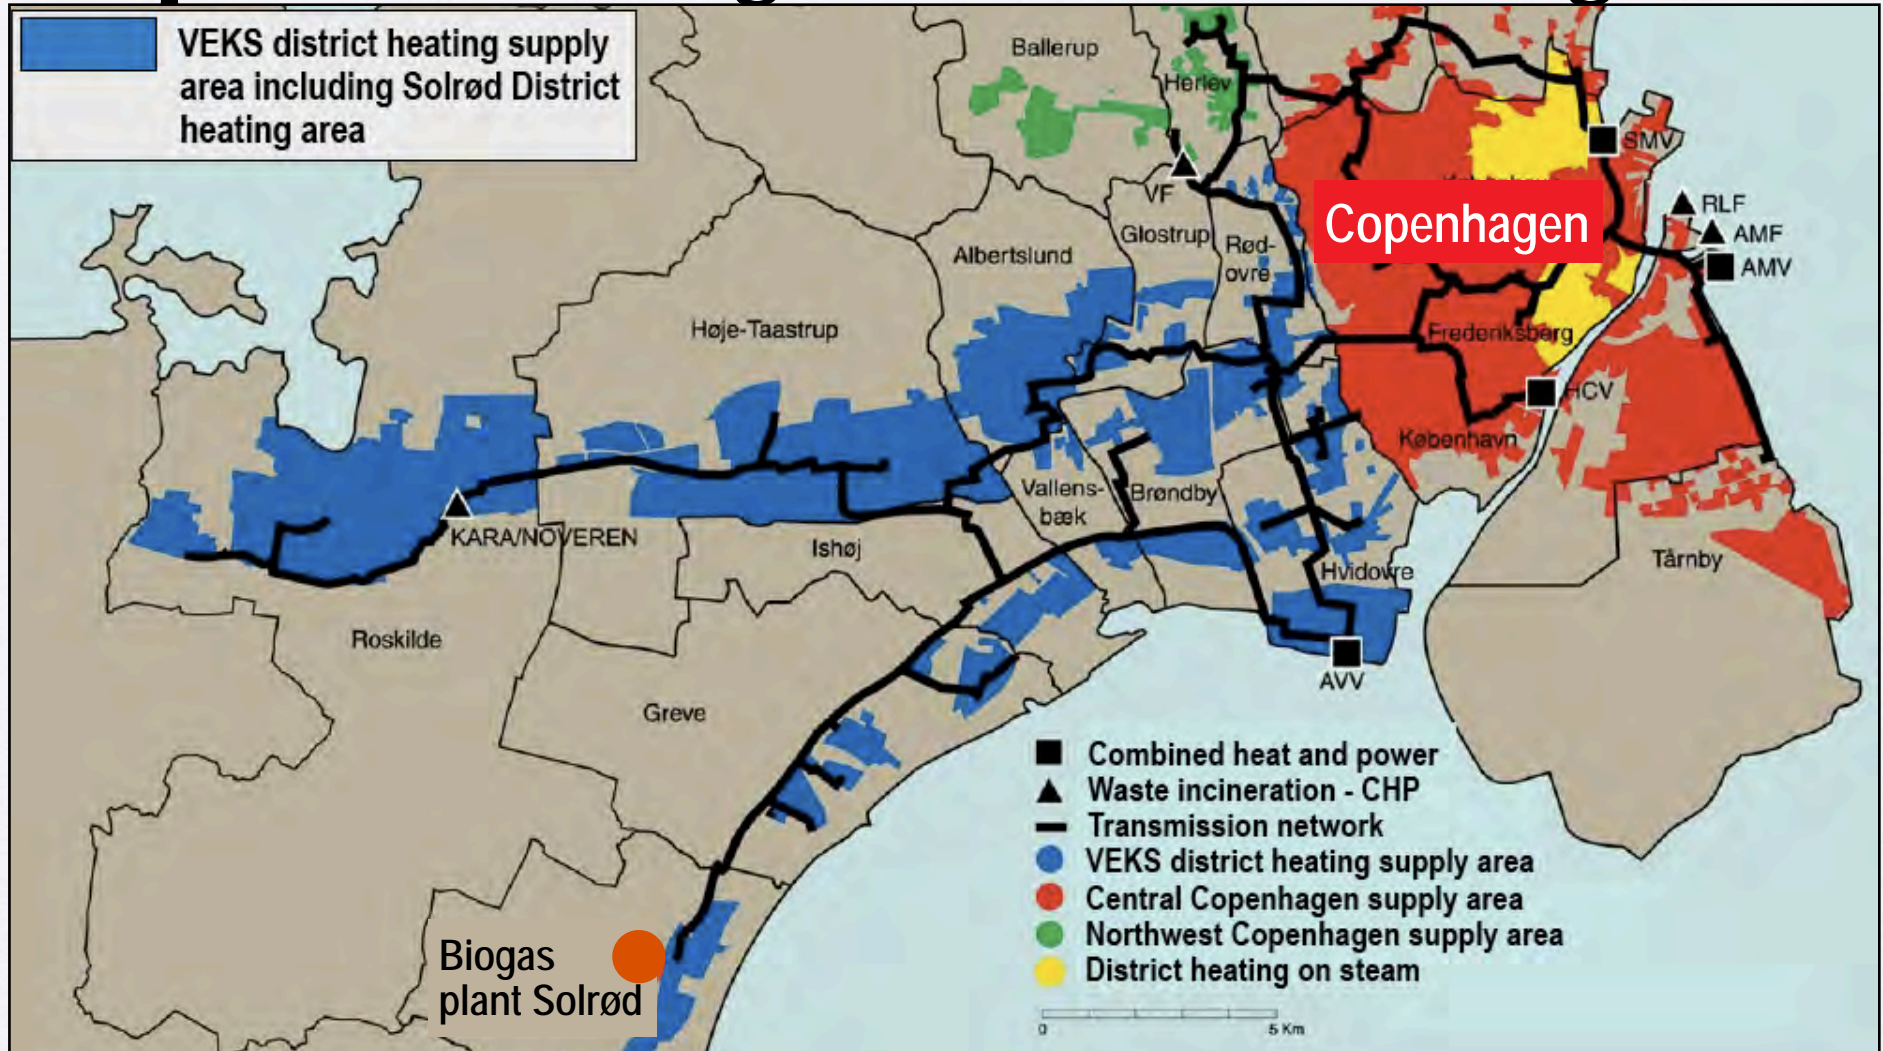 VEKS district heating supply
area including Solrød District
heating area
Ballerup
Herlev
SMV
VF
RLF
Copenhagen
AMF
Glostrup
Rød-
ovre
Albertslund
AMV
Høje-Taastrup
Frederiksberg
HCV
København
Vallens-
bæk
Brøndby
KARA/NOVEREN
Ishøj
Tårnby
Hvidovre
Roskilde
AVV
Greve
Combined heat and power
Waste incineration - CHP
Transmission network
VEKS district heating supply area
Central Copenhagen supply area
Northwest Copenhagen supply area
District heating on steam
Biogas
plant Solrød
0 5 Km